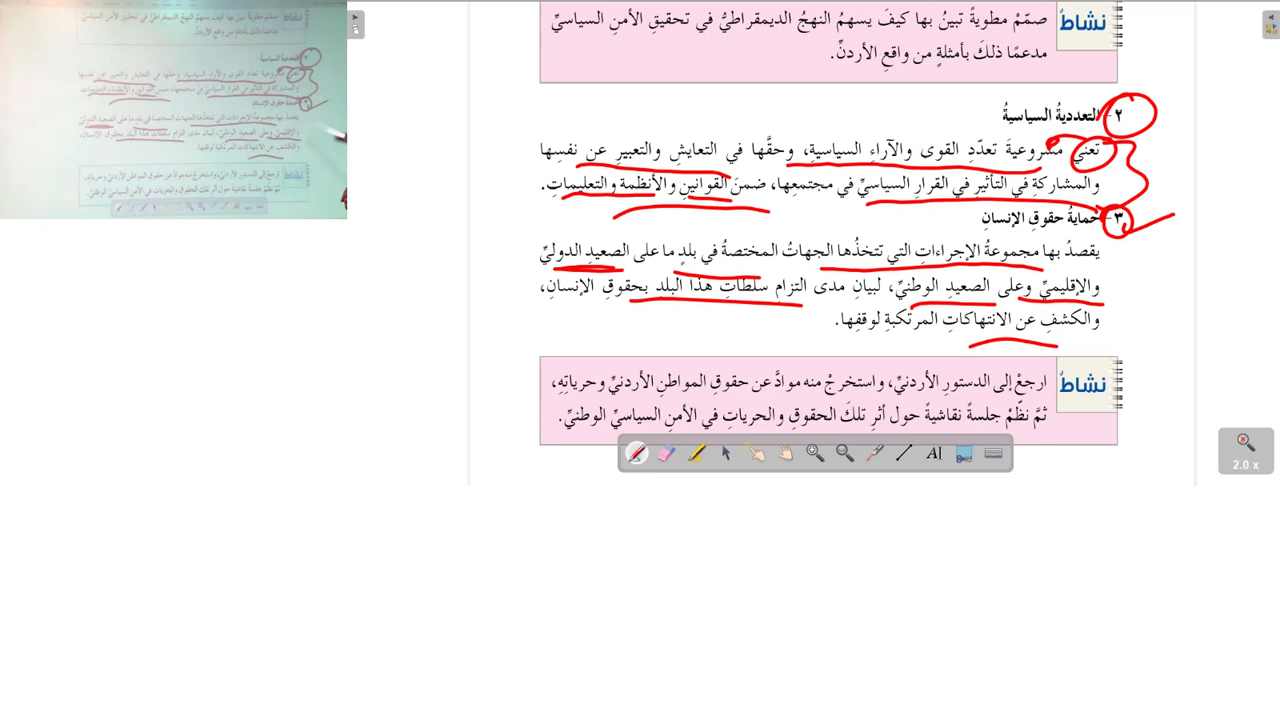 نشاطٌ
صمّمْ مطويةً تبينُ بها كيفَ يسهمُ النهجُ الديمقراطيُّ في تحقيقِ الأمنِ السياسيِّ
مدعمًا ذلكَ بأمثلةٍ من واقعِ الأردنِّ.
٢- التعدديةُ السياسيةُ
تعني مشروعيةَ تعدّدِ القوى والآراءِ السياسيةِ، وحقَّها في التعايشِ والتعبيرِ عن نفسِها
والمشاركةِ في التأثيرِ في القرارِ السياسيِّ في مجتمعِها، ضمنَ القوانينِ والأنظمةِ والتعليماتِ.
٣- حمايةُ حقوقِ الإنسانِ
يقصدُ بها مجموعةُ الإجراءاتِ التي تتخذُها الجهاتُ المختصةُ في بلدٍ ما على الصعيدِ الدوليِّ
والإقليميِّ وعلى الصعيدِ الوطنيِّ، لبيانِ مدى التزامِ سلطاتِ هذا البلدِ بحقوقِ الإنسانِ،
والكشفِ عن الانتهاكاتِ المرتكبةِ لوقفِها.
نشاطٌ
ارجعْ إلى الدستورِ الأردنيِّ، واستخرجْ منه موادَّ عن حقوقِ المواطنِ الأردنيِّ وحرياتِهِ،
ثمَّ نظّمْ جلسةً نقاشيةً حول أثرِ تلكَ الحقوقِ والحرياتِ في الأمنِ السياسيِّ الوطنيِّ.
A
2.0 x